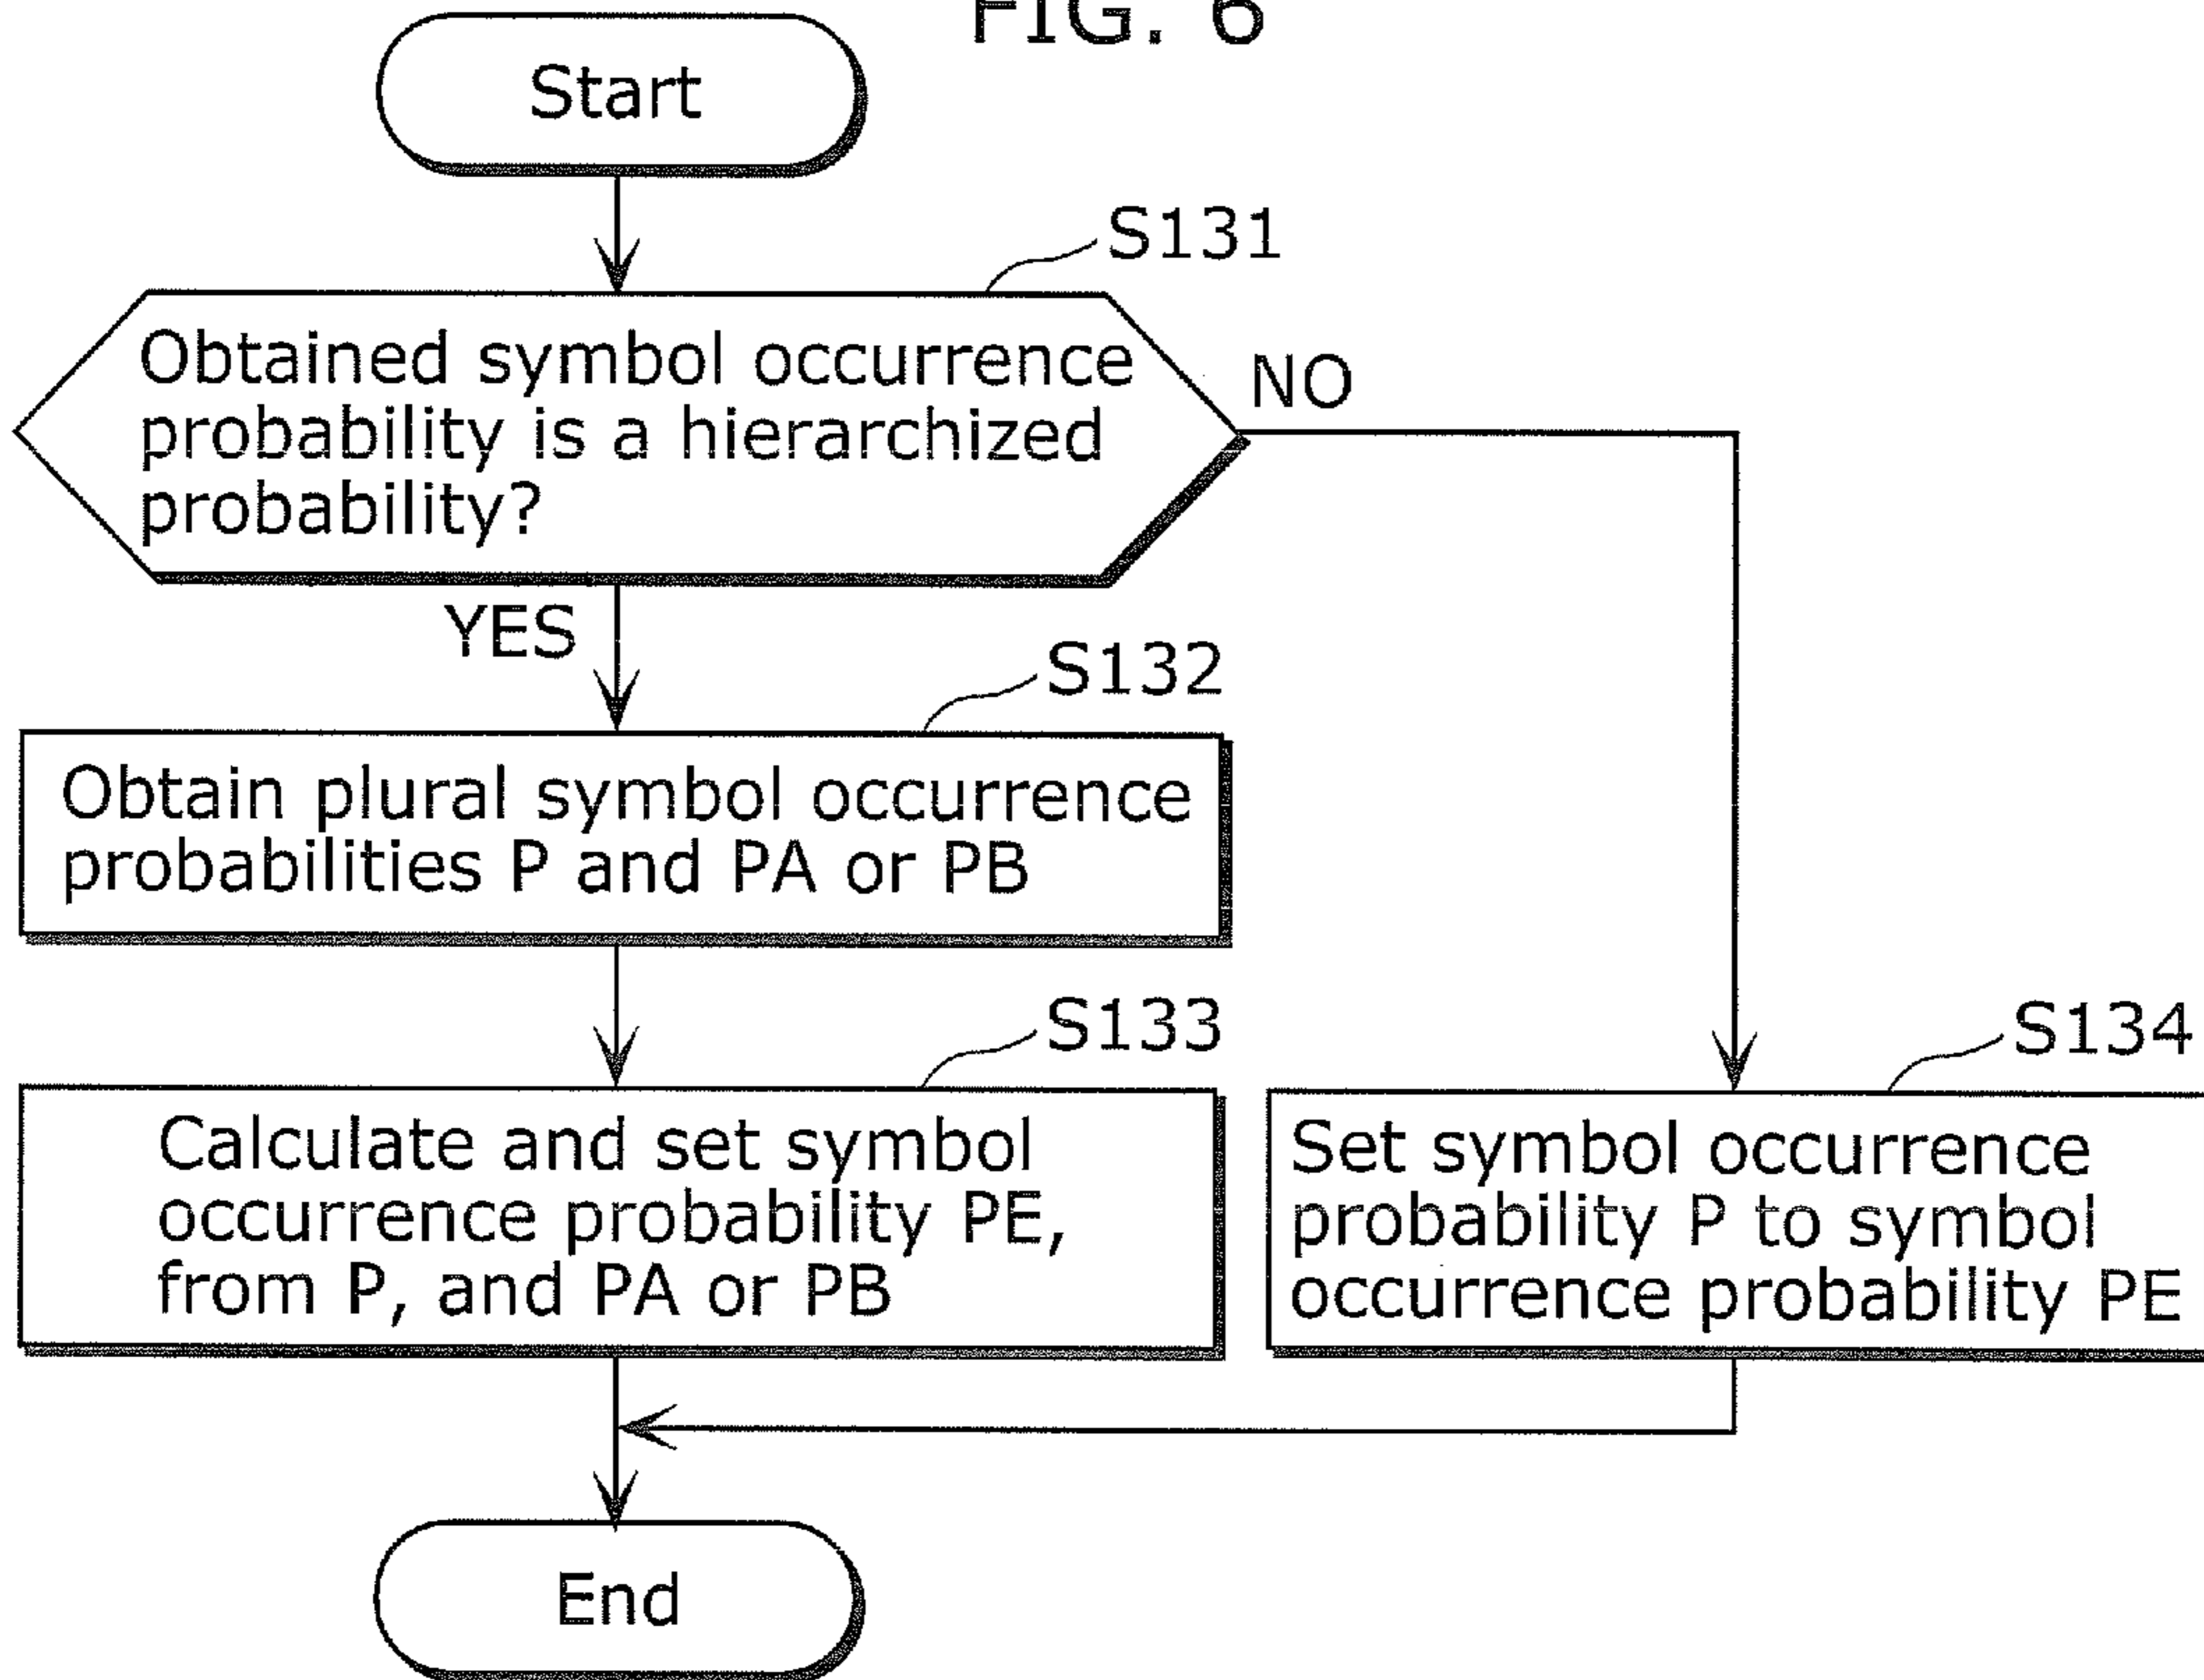 FIG. 6
Start
S131
Obtained symbol occurrence
probability is a hierarchized
probability?
NO
YES
S132
Obtain plural symbol occurrence
probabilities P and PA or PB
S133
Calculate and set symbol
occurrence probability PE,
from P, and PA or PB
S134
Set symbol occurrence
probability P to symbol
occurrence probability PE
End